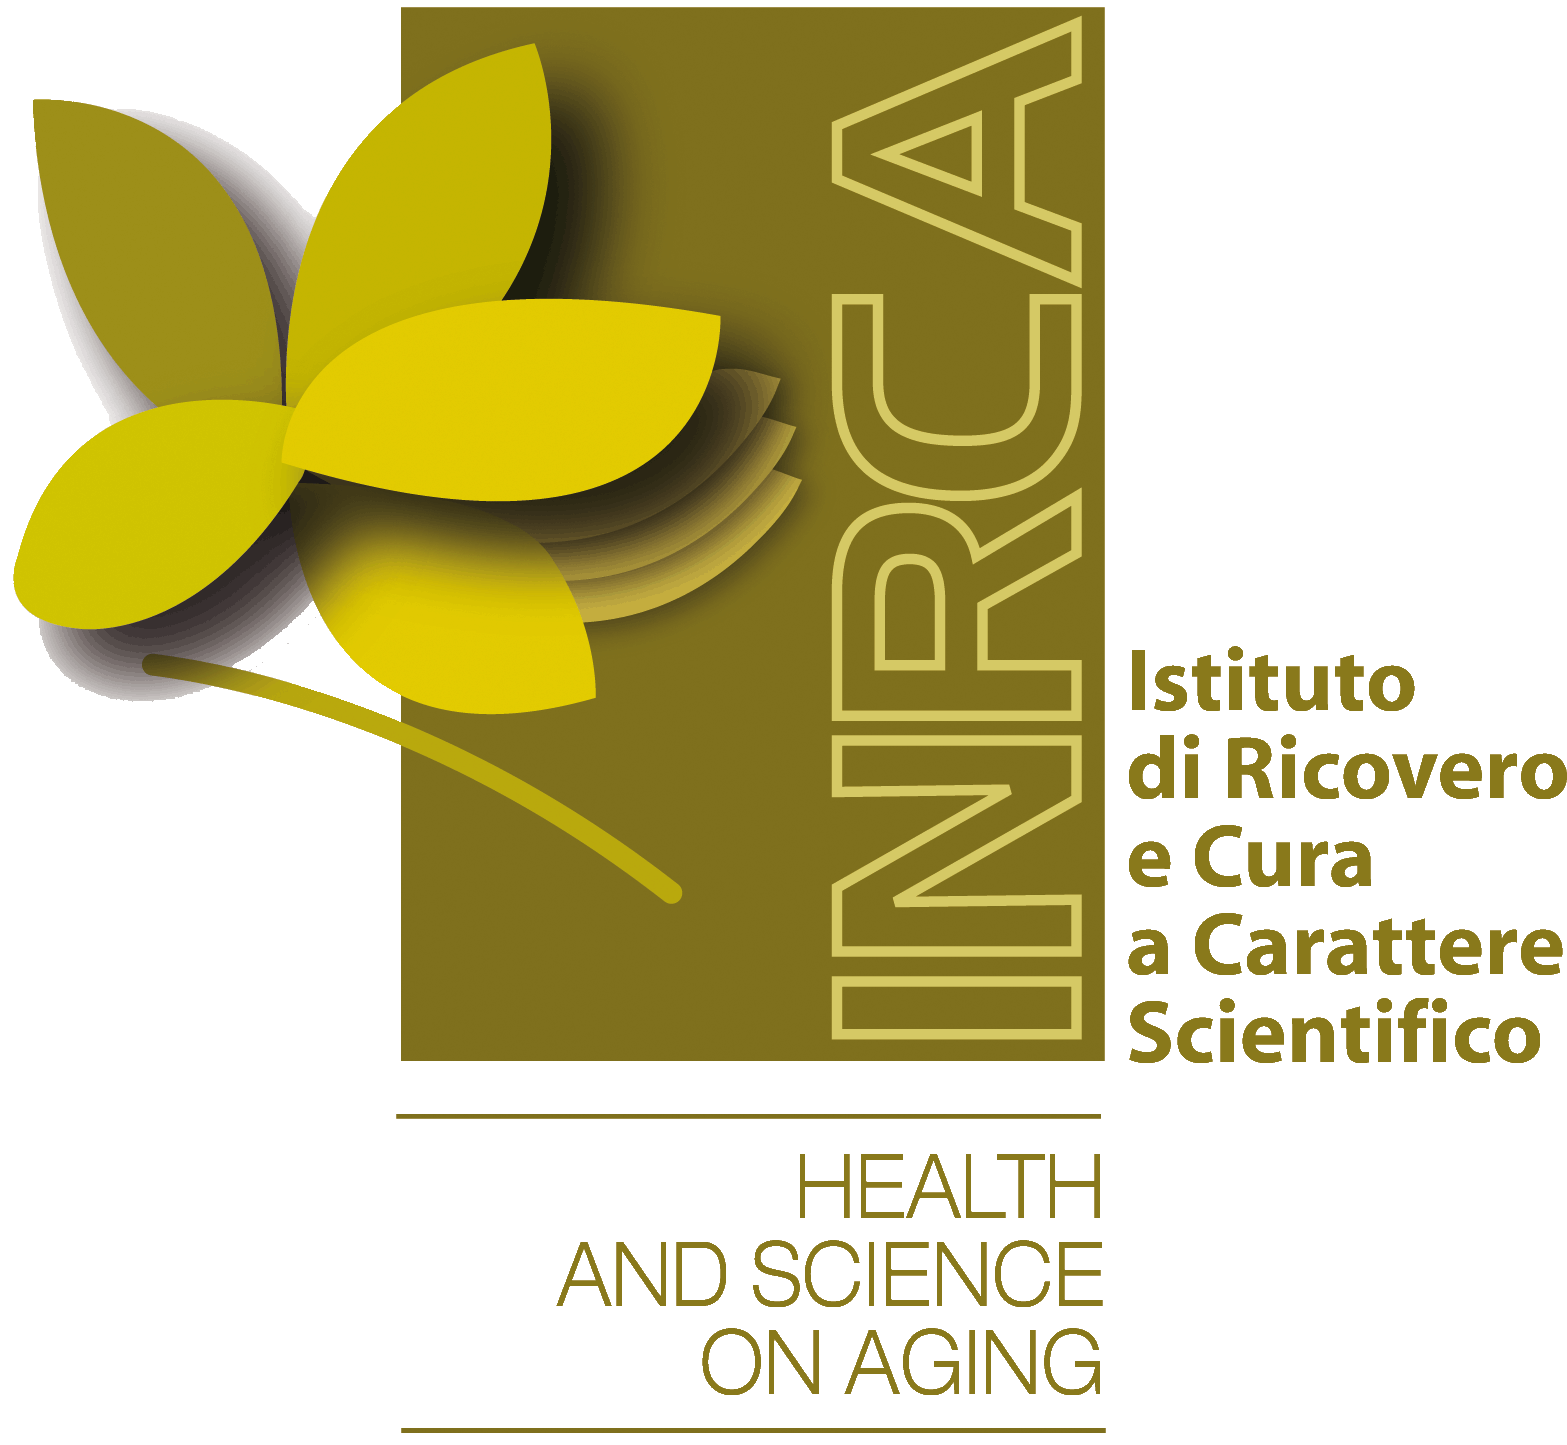 INRCA
Istituto
di Ricovero
e Cura
a Carattere
Scientifico
HEALTH
AND SCIENCE
ON AGING